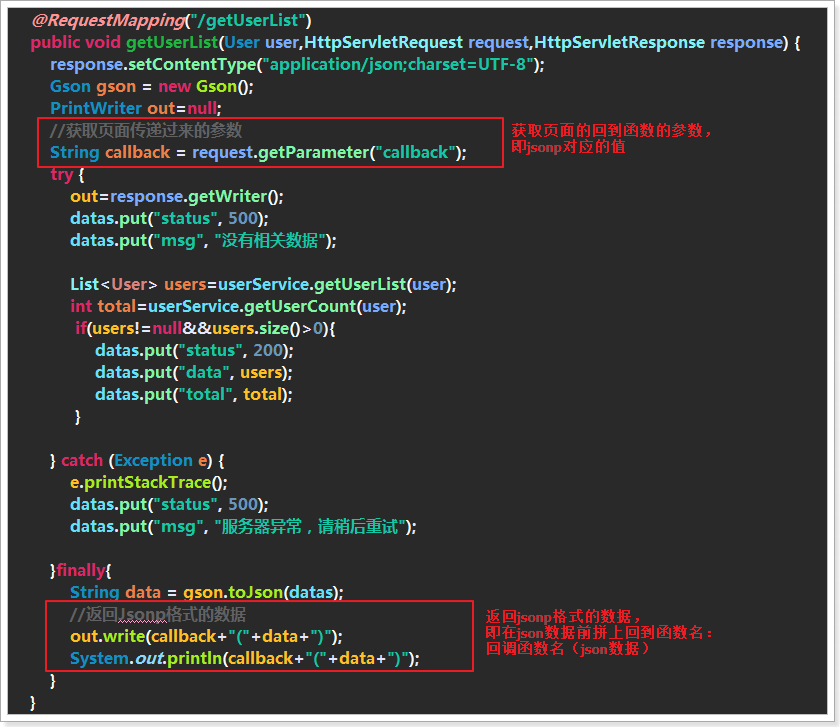 @RequestMapping("/getUserList")
public void getUserList(User user,HttpServletRequest request,HttpServletResponse response) {
response.setContentType("application/json;charset=UTF-8");
Gson gson = new Gson();
PrintWriter out=null;
//获取页面传递过来的参数
String callback = request.getParameter("callback");
获取页面的回到函数的参数，
即jsonp对应的值
try {
out=response.getWriter();
datas.put("status", 500);
datas.put("msg", "没有相关数据");
List<User> users=userService.getUserList(user);
int total=userService.getUserCount(user);
if(users!=null&&users.size()>0){
datas.put("status", 200);
datas.put("data", users);
datas.put("total", total);
}
} catch (Exception e) {
e.printStackTrace();
datas.put("status", 500);
datas.put("msg", "服务器异常，请稍后重试");
}finally{
String data = gson.toJson(datas);
//返回Jsonp格式的数据
out.write(callback+"("+data+")");
System.out.println(callback+"("+data+")");
返回jsonp格式的数据，
即在json数据前拼上回到函数名：
回调函数名（json数据）
}
}